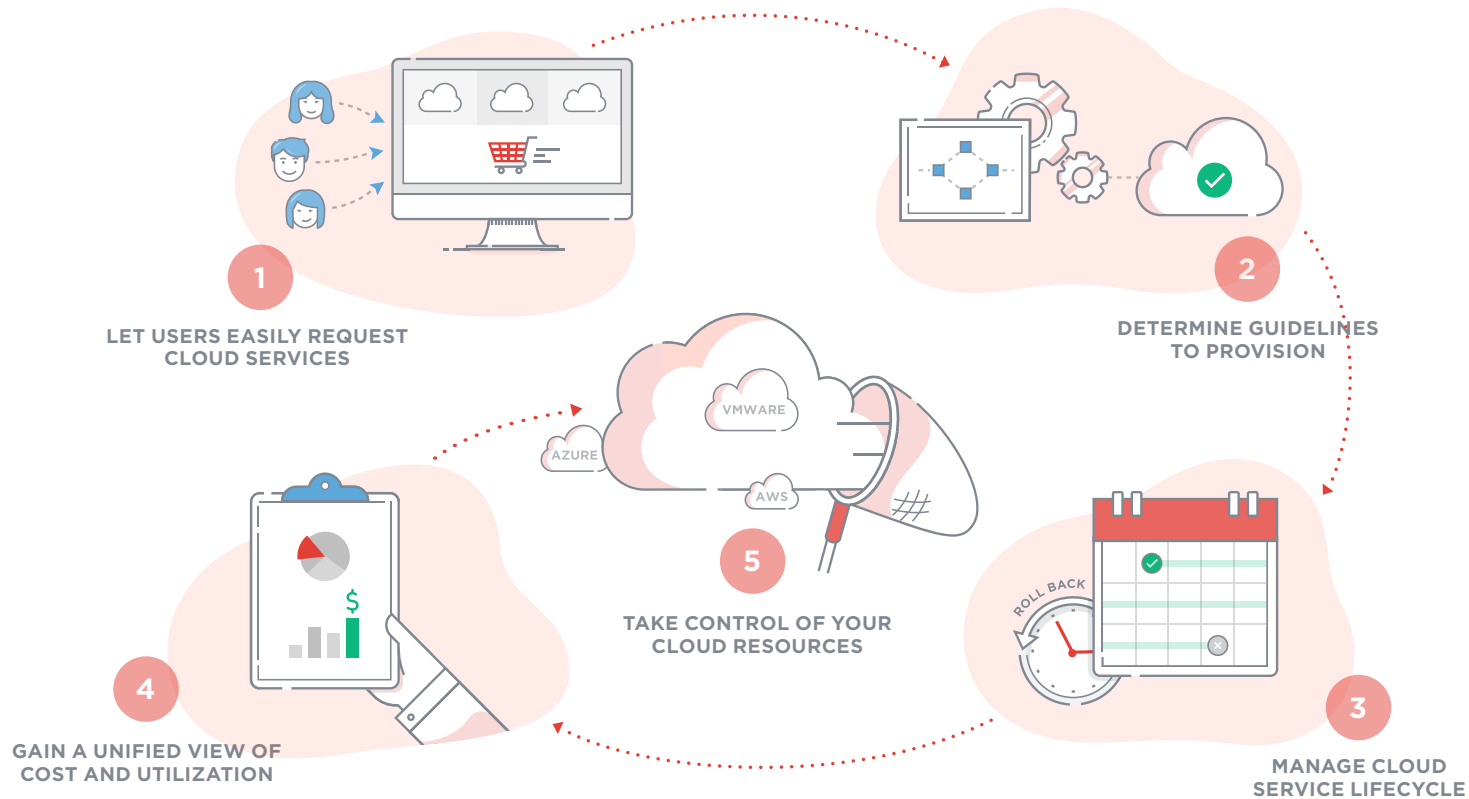 1
LET USERS EASILY REQUEST
CLOUD SERVICES
2
DETERMINE GUIDELINES
TO PROVISION
ROLL BACK
3
MANAGE CLOUD
SERVICE LIFECYCLE
$
4
GAIN A UNIFIED VIEW OF
COST AND UTILIZATION
VMWARE
AZURE
AWS
5
TAKE CONTROL OF YOUR
CLOUD RESOURCES